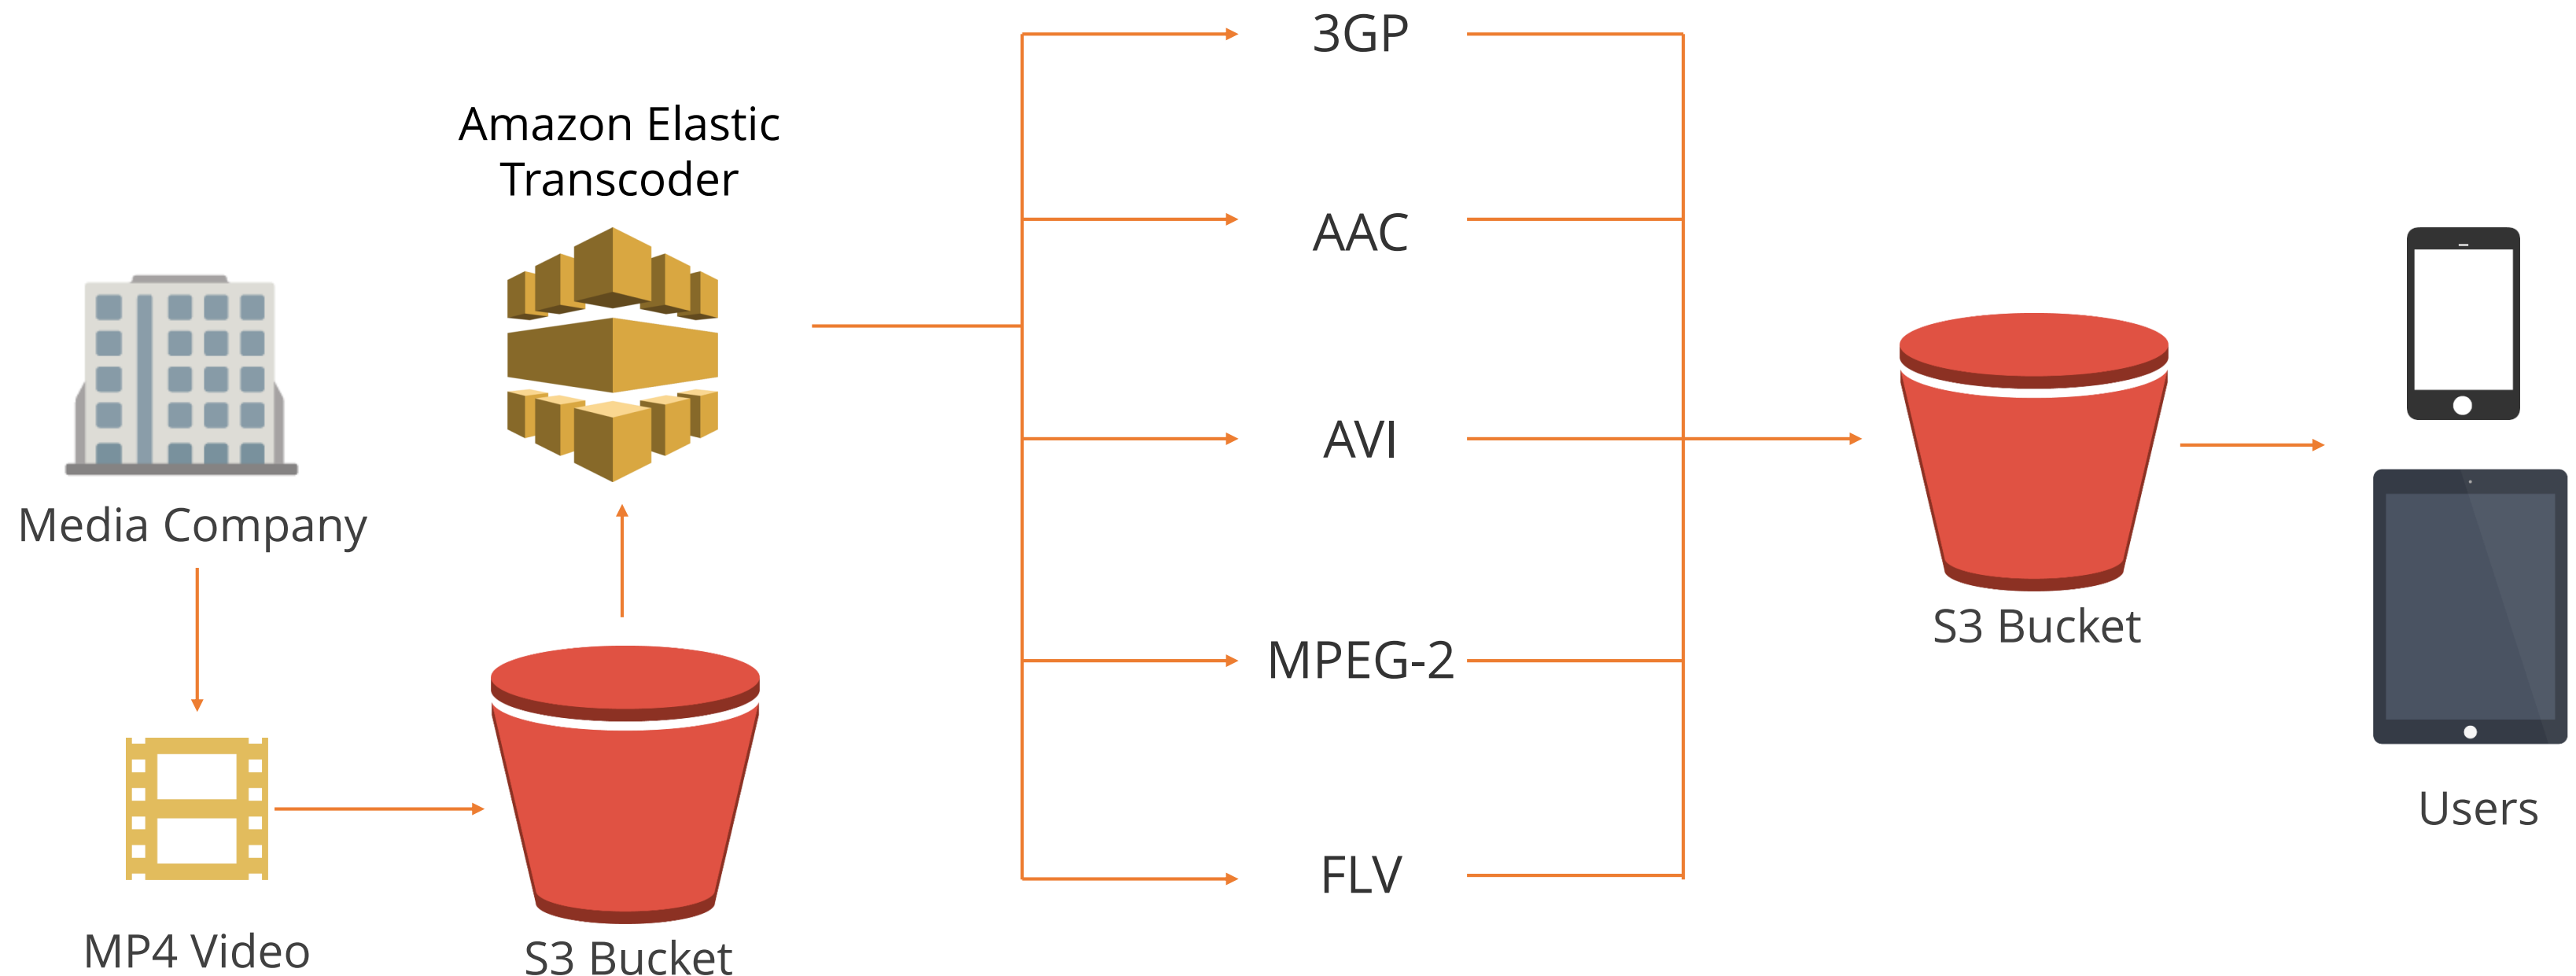 Media Company
MP4 Video
S3 Bucket
Amazon Elastic
Transcoder
3GP
AAC
AVI
MPEG-2
FLV
S3 Bucket
Users